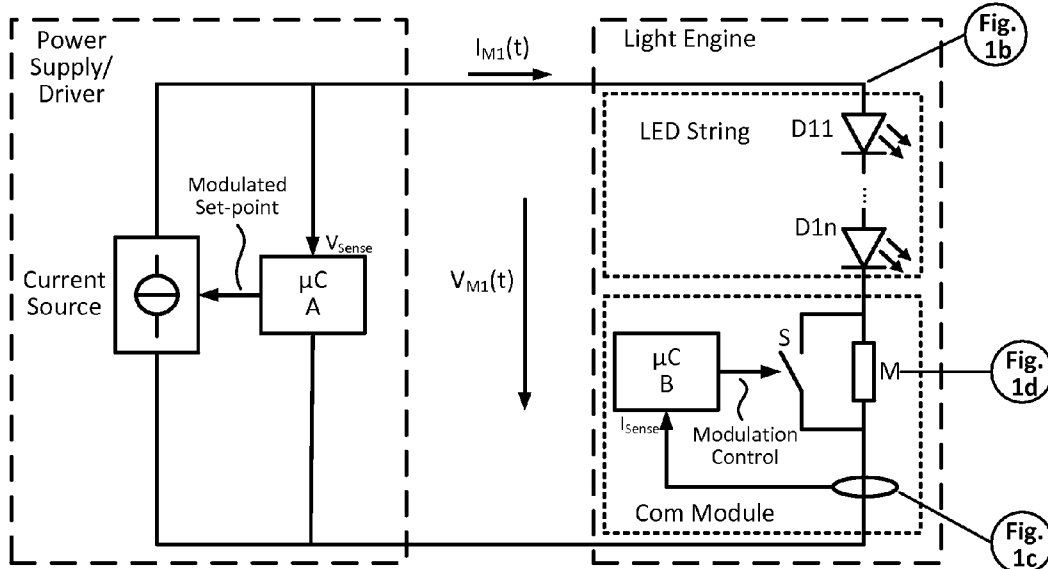 Power
Supply/
Driver
I_M1(t)
Light Engine
Fig.
1b
LED String
D11
...
D1n
Modulated
Set-point
V_Sense
µC
A
Current
Source
V_M1(t)
µC
B
S
M
Fig.
1d
I_Sense
Modulation
Control
Com Module
Fig.
1c